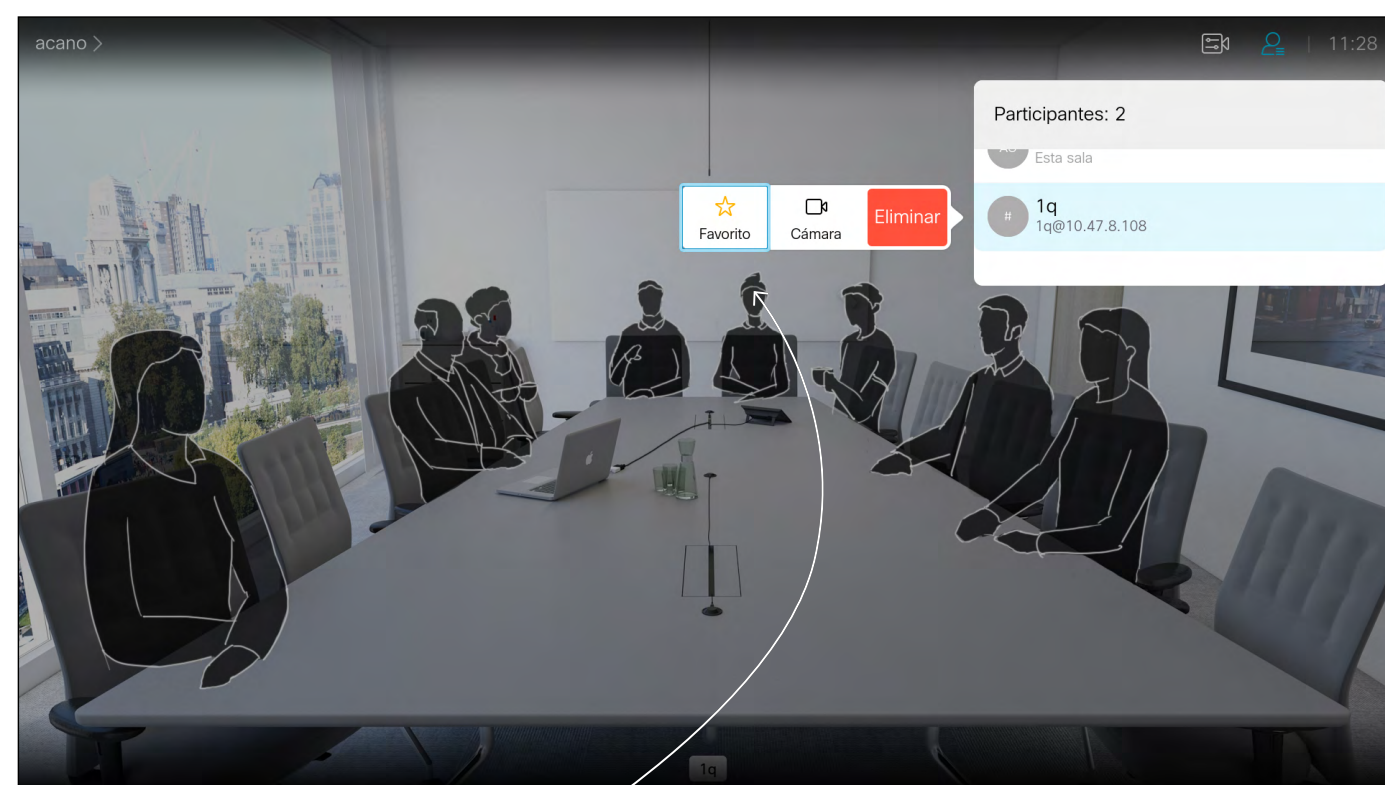 acano
11:28
Participantes: 2
Esta sala
1q
1q@10.47.8.108
#
Favorito
Cámara
Eliminar
1q